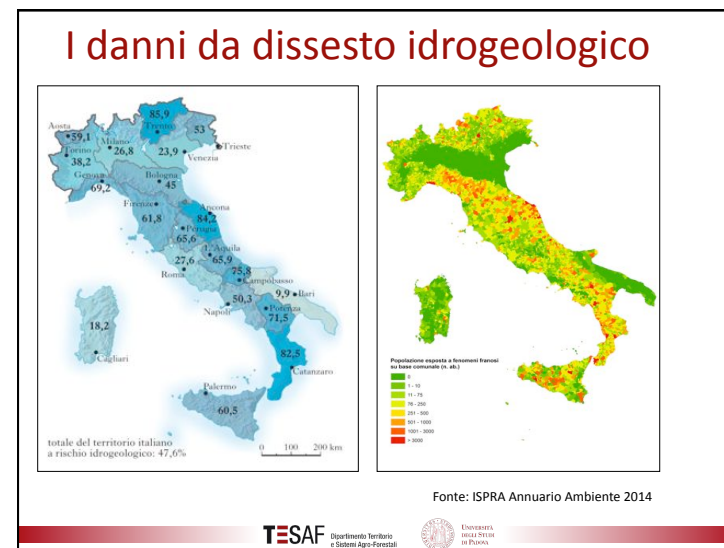 I danni da dissesto idrogeologico
85,9
Trento
53
Aosta
59,1
Milano
26,8
23,9
Trieste
Venezia
Torino
38,2
Genova
69,2
Bologna
45
Firenze
61,8
Ancona
84,2
Perugia
65,6
L'Aquila
65,9
27,6
Roma
75,8
Campobasso
9,9
Bari
50,3
Napoli
Potenza
71,5
18,2
Cagliari
82,5
Catanzaro
Palermo
60,5
totale del territorio italiano
a rischio idrogeologico: 47,6%
0 100 200 km
Popolazione esposta a fenomeni franosi
su base comunale (n. ab.)
0
1 - 10
11 - 75
76 - 250
251 - 500
501 - 1000
1001 - 3000
> 3000
Fonte: ISPRA Annuario Ambiente 2014
TESAF Dipartimento Territorio
e Sistemi Agro-Forestali
Università
degli Studi
di Padova